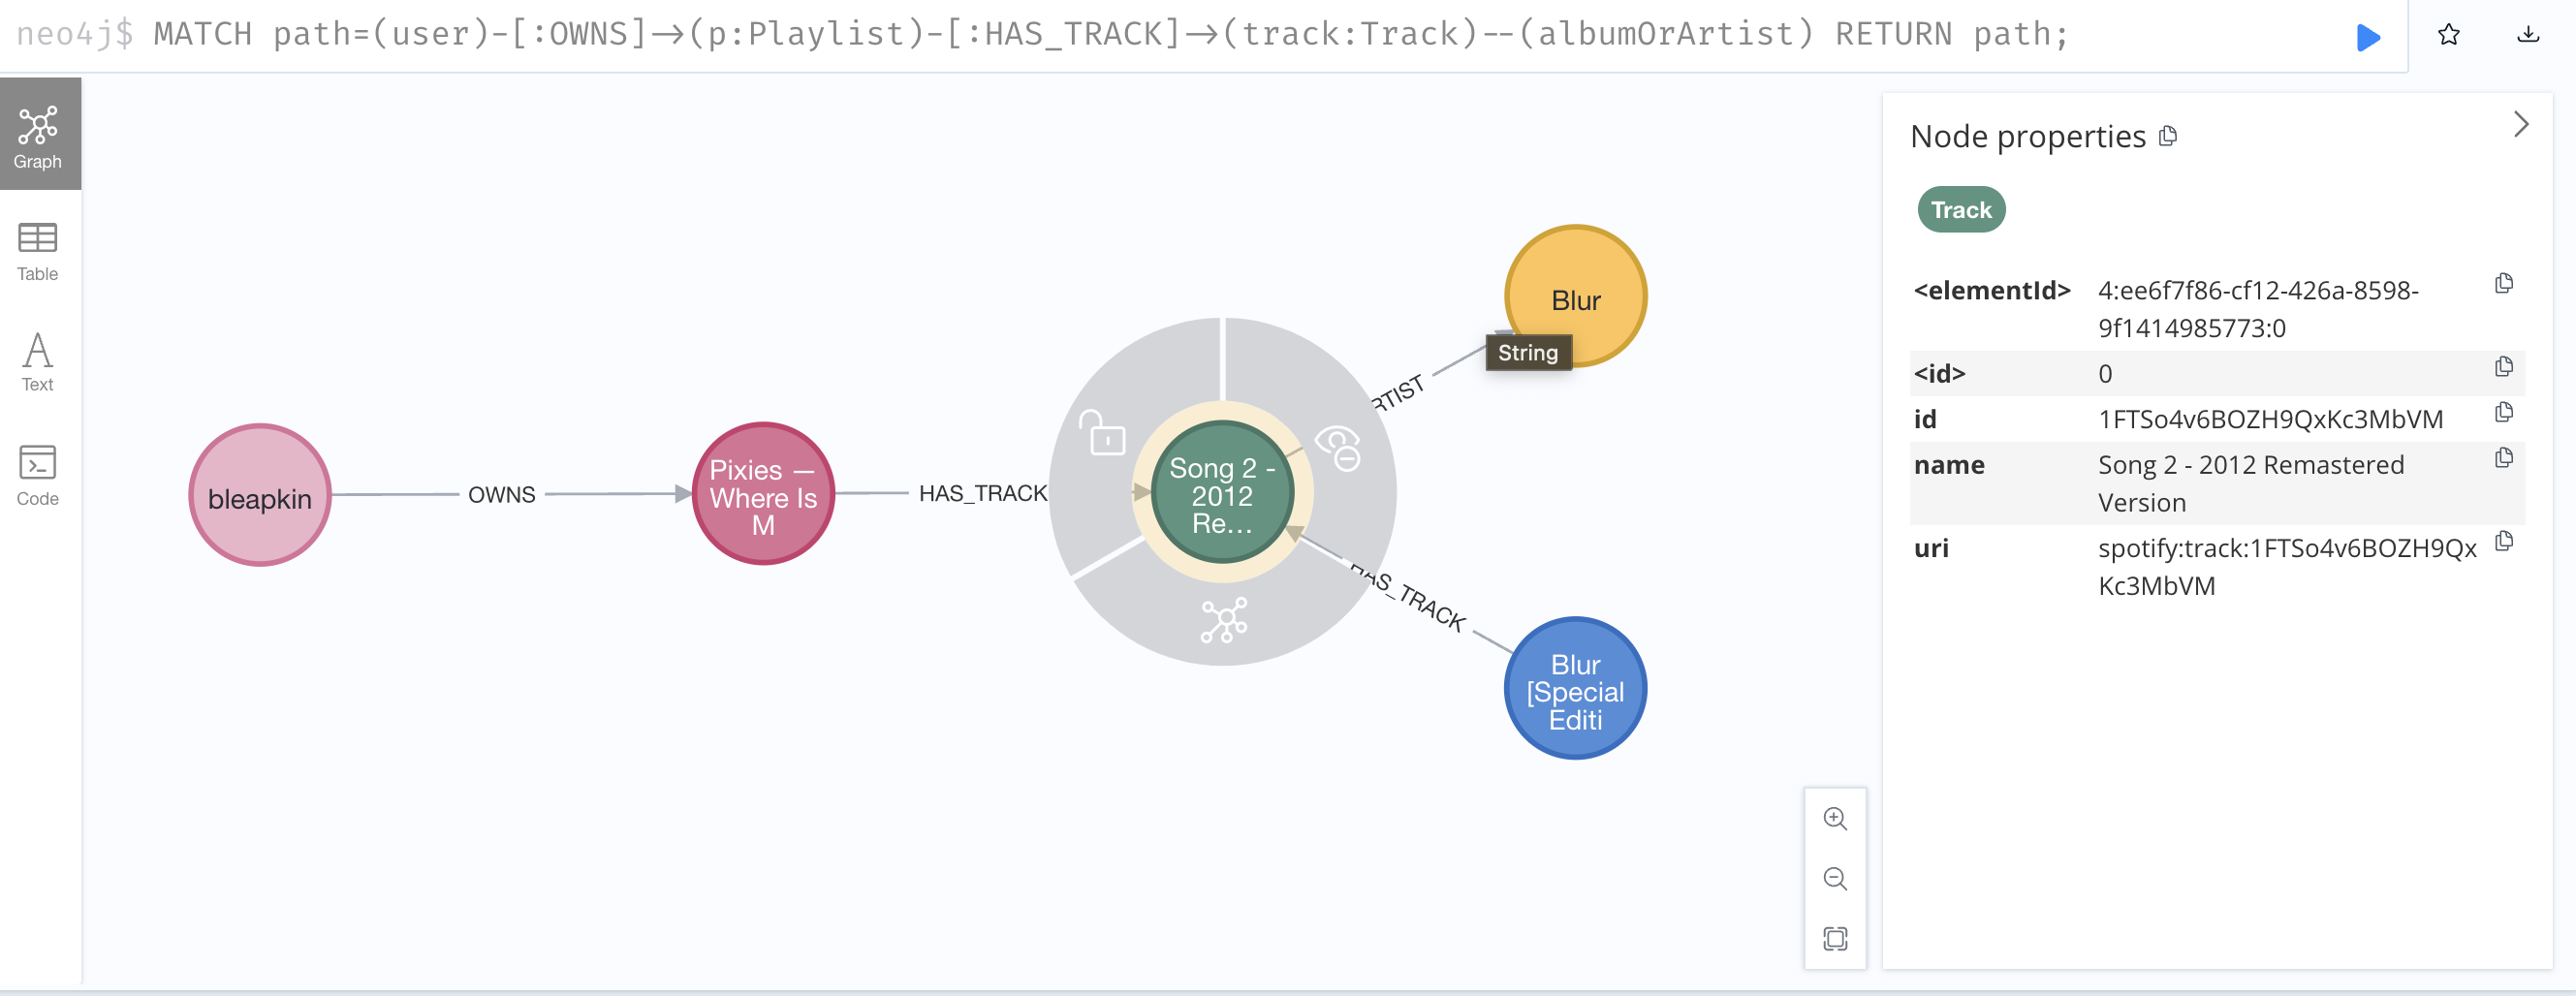 neo4j$ MATCH path=(user)-[:OWNS]->(p:Playlist)-[:HAS_TRACK]->(track:Track)--(albumOrArtist) RETURN path;
Graph
Table
Text
Code
bleapkin
OWNS
Pixies —
Where Is
M
HAS_TRACK
Song 2 -
2012
Re...
RTIST
Blur
String
HAS_TRACK
Blur
[Special
Editi
Node properties
Track
<elementId> 4:ee6f7f86-cf12-426a-8598-
9f1414985773:0
<id> 0
id 1FTSo4v6BOZH9QxKc3MbVM
name Song 2 - 2012 Remastered
Version
uri spotify:track:1FTSo4v6BOZH9Qx
Kc3MbVM